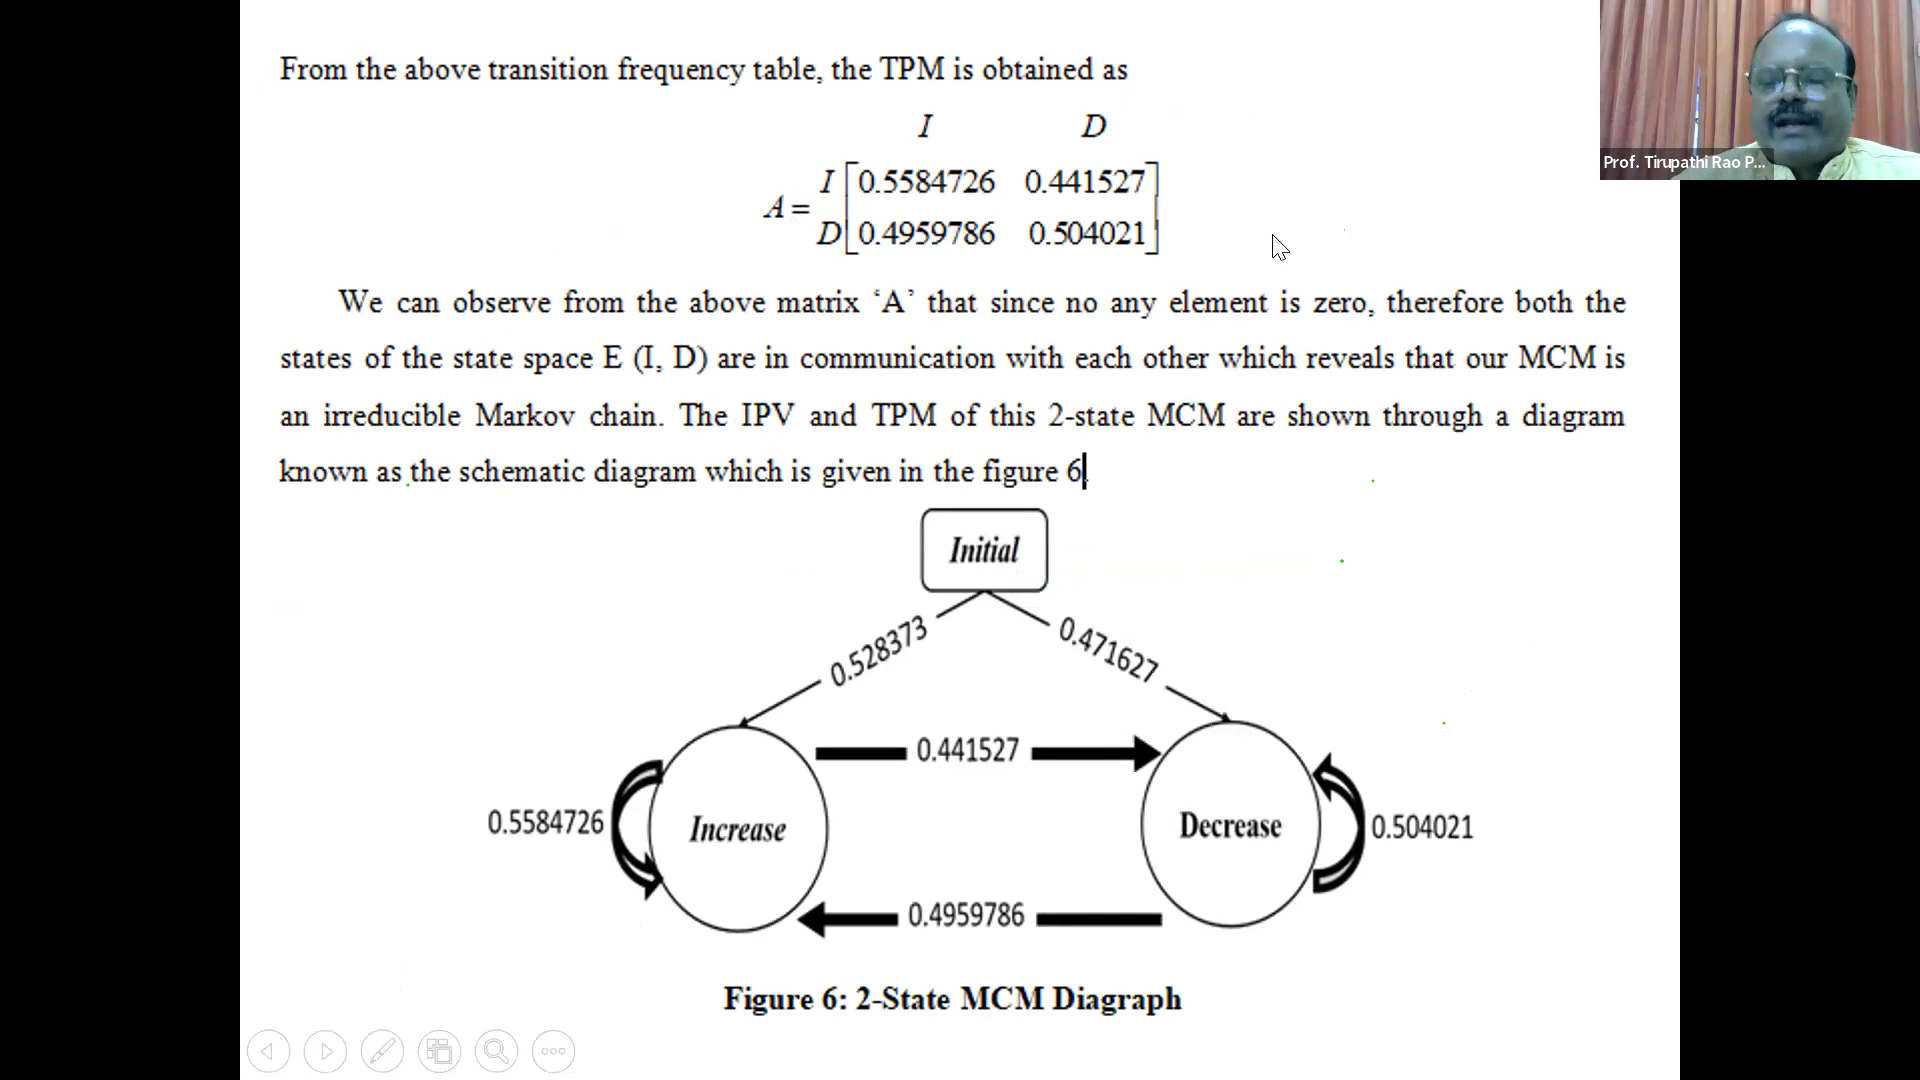 From the above transition frequency table, the TPM is obtained as
I D
I 0.5584726 0.441527
A =
D 0.4959786 0.504021
We can observe from the above matrix ‘A’ that since no any element is zero, therefore both the
states of the state space E (I, D) are in communication with each other which reveals that our MCM is
an irreducible Markov chain. The IPV and TPM of this 2-state MCM are shown through a diagram
known as the schematic diagram which is given in the figure 6
Initial
0.528373 0.471627
0.441527
0.5584726 Increase Decrease 0.504021
0.4959786
Figure 6: 2-State MCM Diagraph
Prof. Tirupathi Rao P...